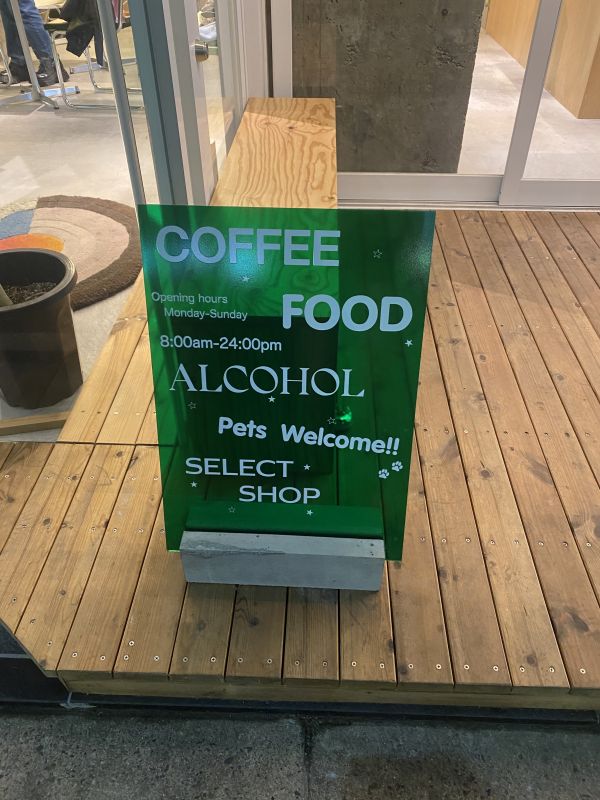 COFFEE
Opening hours
Monday-Sunday
FOOD
8:00am-24:00pm
ALCOHOL
Pets Welcome!!
SELECT
SHOP